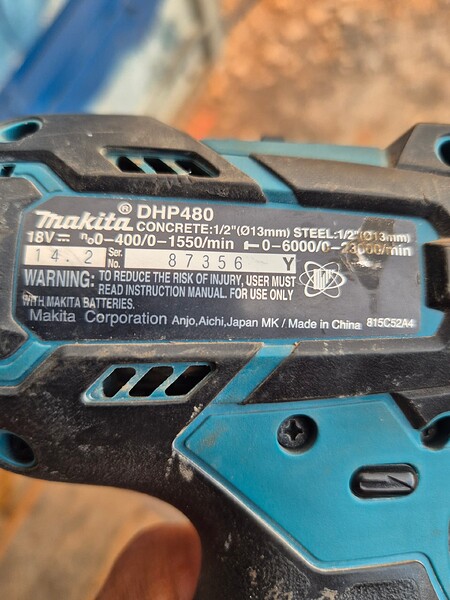 makita® DHP480
CONCRETE:1/2"(Ø13mm) STEEL:1/2"(Ø13mm)
18V⎓ n₀0-400/0-1550/min 0-6000/0-23000/min
14.2 Ser. No. 87356 Y
WARNING: TO REDUCE THE RISK OF INJURY, USER MUST
READ INSTRUCTION MANUAL. FOR USE ONLY
WITH MAKITA BATTERIES.
Makita Corporation Anjo,Aichi,Japan MK / Made in China 815C52A4